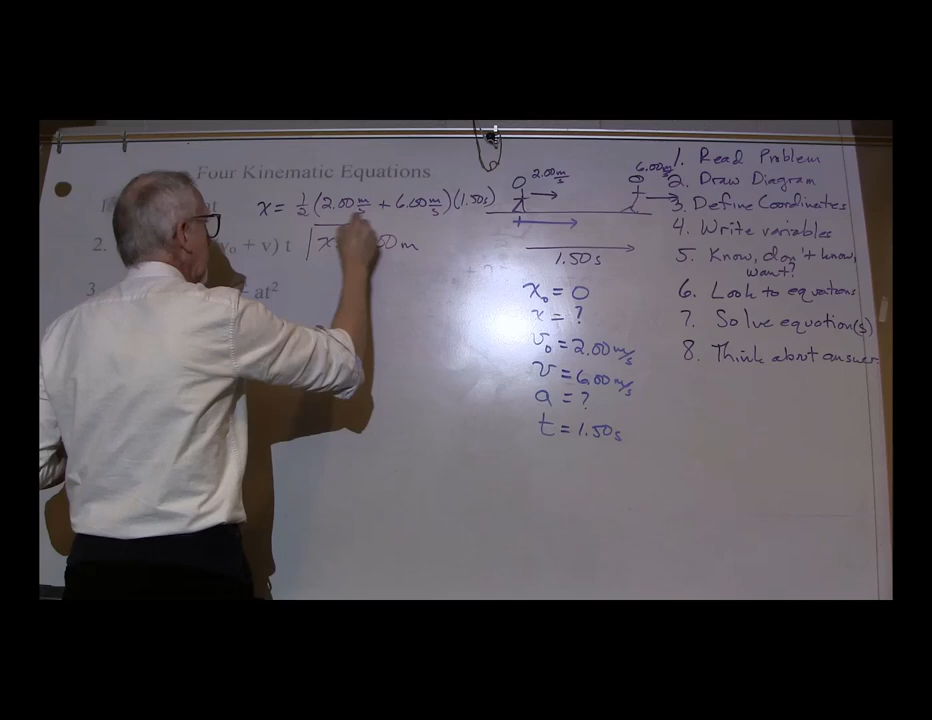 Four Kinematic Equations
1.
x = 1/2 (2.00 m/s + 6.00 m/s)(1.50s)
2. v₀ + v) t
x 0 m
3. at²
2.00 m/s
6.00 m/s
1.50 s
x₀ = 0
x = ?
v₀ = 2.00 m/s
v = 6.00 m/s
a = ?
t = 1.50s
1. Read Problem
2. Draw Diagram
3. Define Coordinates
4. Write variables
5. Know, don't know,
want?
6. Look to equations
7. Solve equation(s)
8. Think about answer.